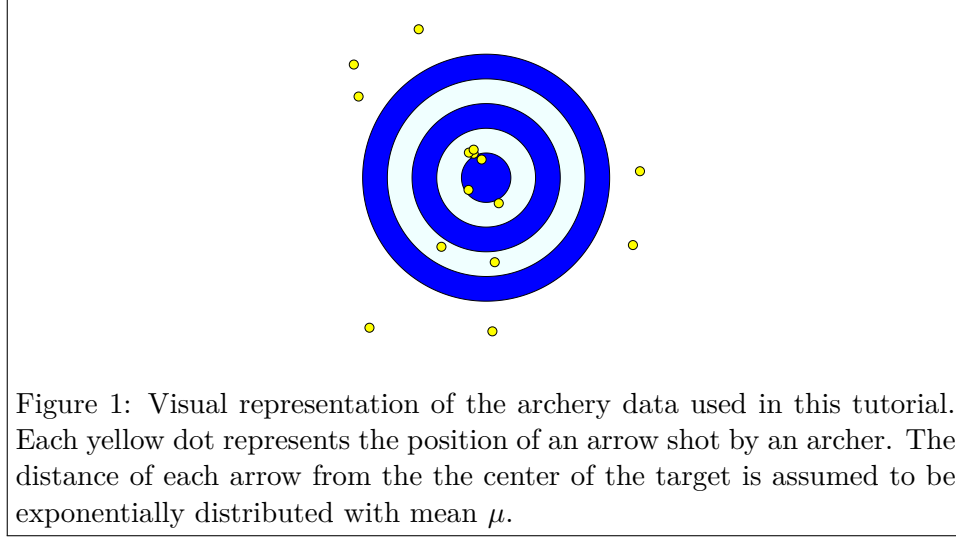 Figure 1: Visual representation of the archery data used in this tutorial.
Each yellow dot represents the position of an arrow shot by an archer. The
distance of each arrow from the the center of the target is assumed to be
exponentially distributed with mean μ.